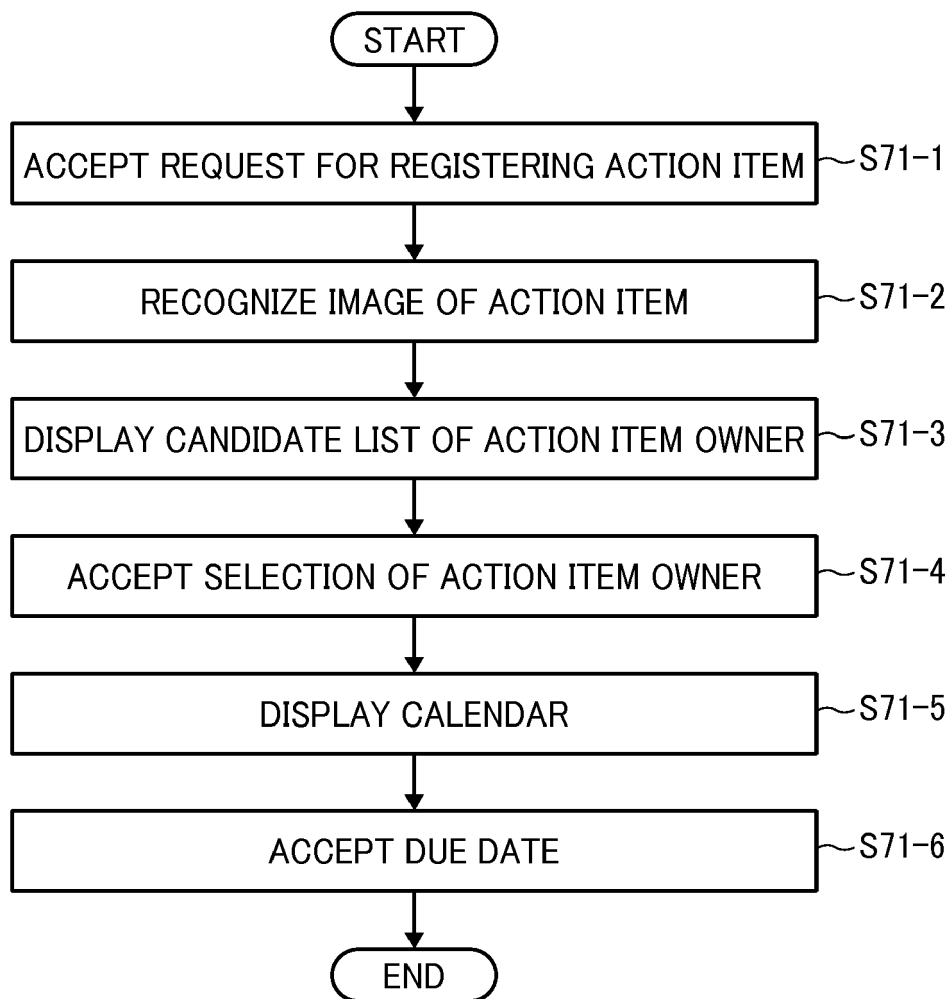 START
ACCEPT REQUEST FOR REGISTERING ACTION ITEM
S71-1
RECOGNIZE IMAGE OF ACTION ITEM
S71-2
DISPLAY CANDIDATE LIST OF ACTION ITEM OWNER
S71-3
ACCEPT SELECTION OF ACTION ITEM OWNER
S71-4
DISPLAY CALENDAR
S71-5
ACCEPT DUE DATE
S71-6
END